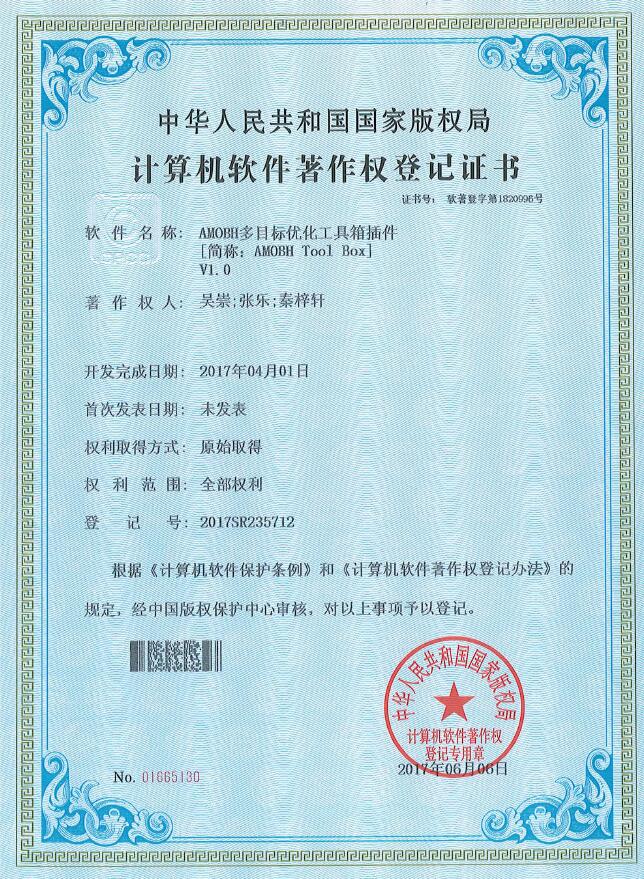 中华人民共和国国家版权局
计算机软件著作权登记证书
证书号： 软著登字第1820996号
CPCC
软件名称： AMOBH多目标优化工具箱插件
[简称：AMOBH Tool Box]
V1.0
著作权人： 吴崇;张乐;秦梓轩
开发完成日期： 2017年04月01日
首次发表日期： 未发表
权利取得方式： 原始取得
权利范围： 全部权利
登记号： 2017SR235712
根据《计算机软件保护条例》和《计算机软件著作权登记办法》的
规定，经中国版权保护中心审核，对以上事项予以登记。
中华人民共和国国家版权局
计算机软件著作权
登记专用章
No. 01665130
2017年06月06日